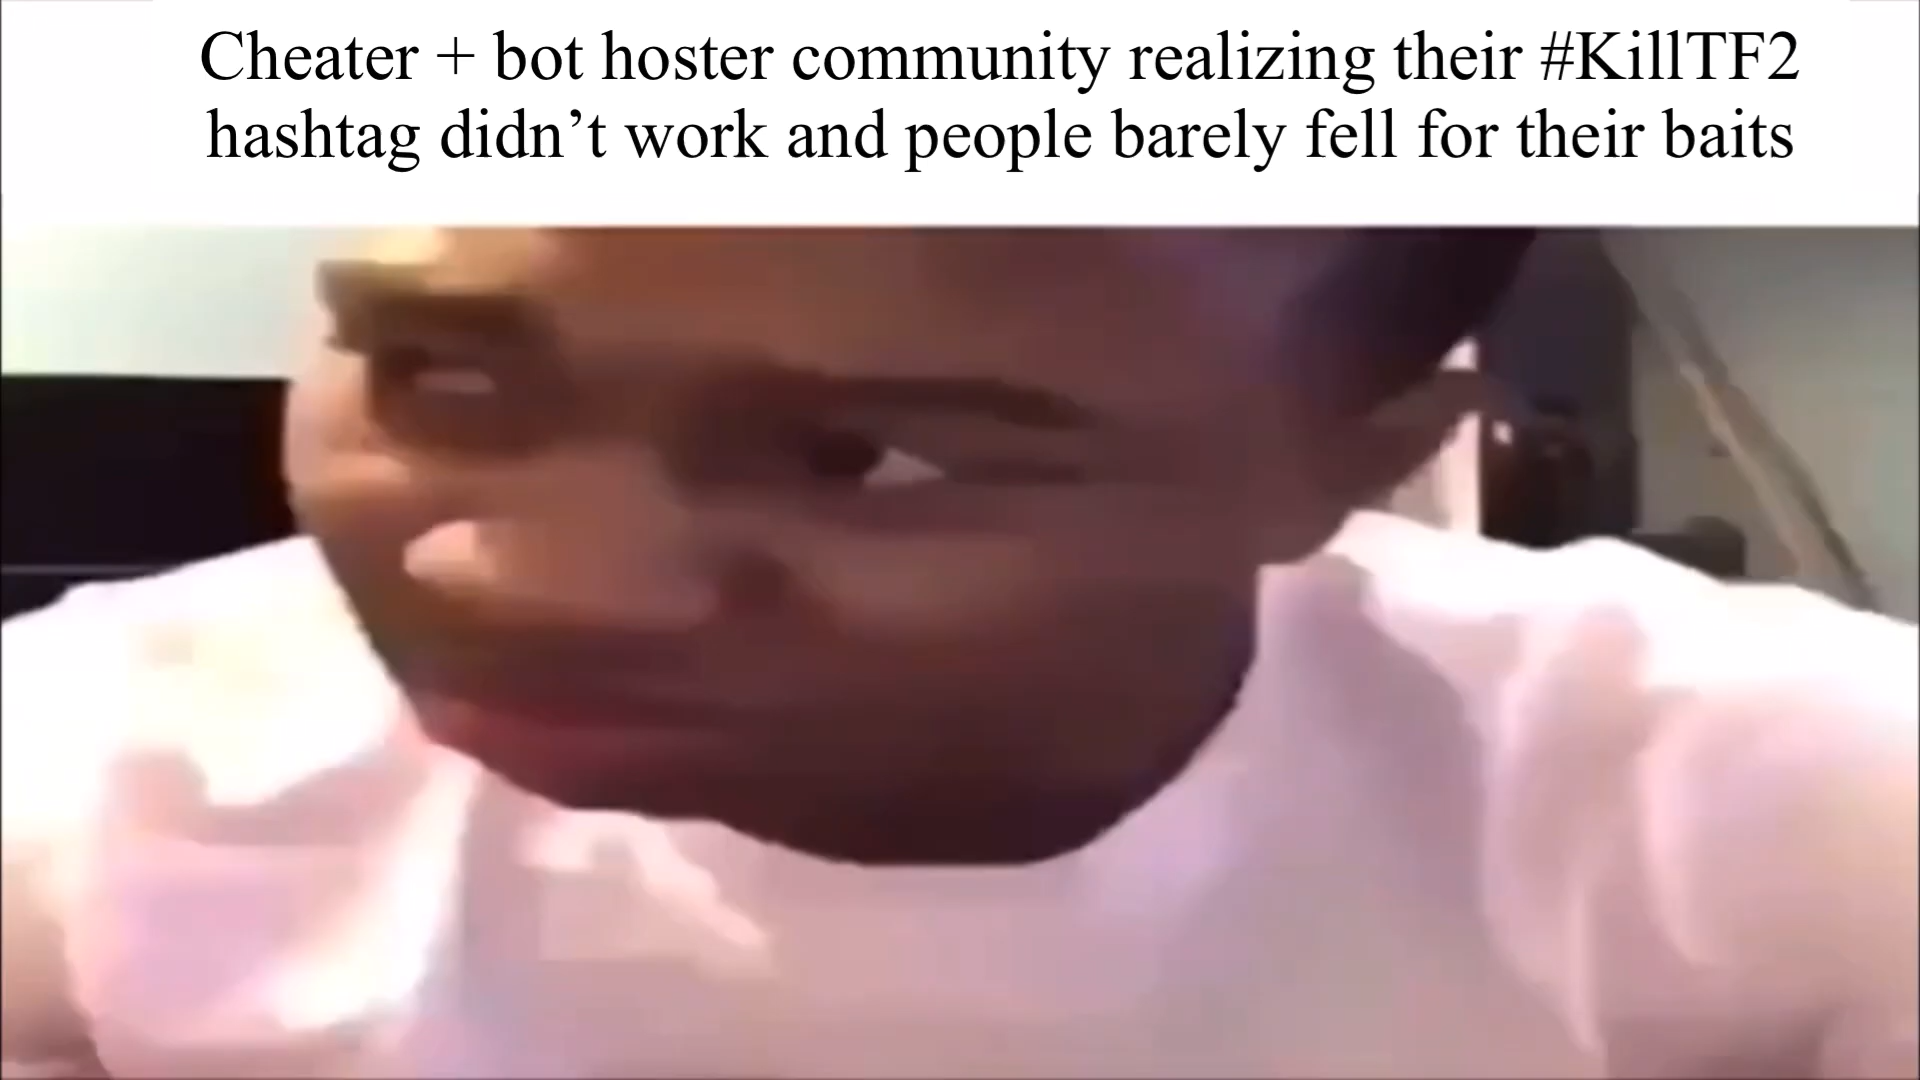 Cheater + bot hoster community realizing their #KillTF2
hashtag didn’t work and people barely fell for their baits